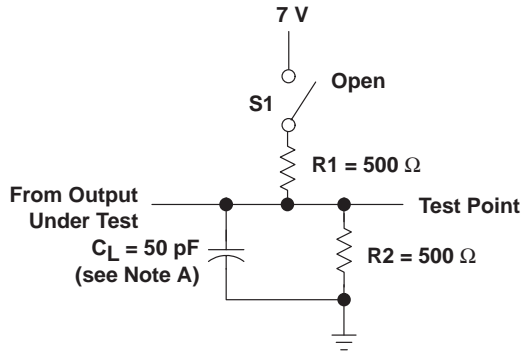 7 V
Open
S1
R1 = 500 Ω
From Output
Under Test
Test Point
CL = 50 pF
(see Note A)
R2 = 500 Ω